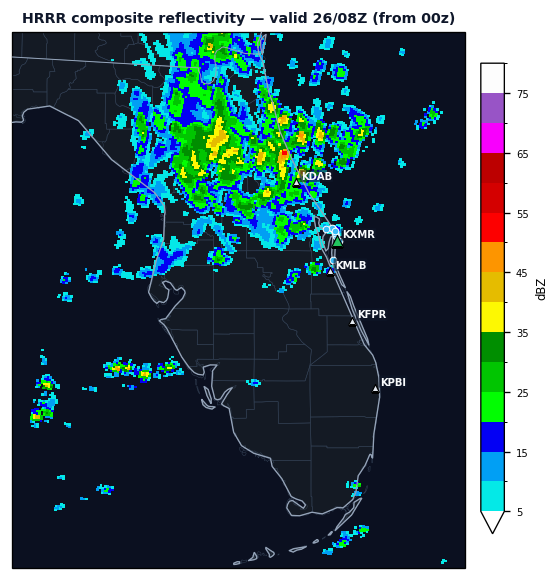 HRRR composite reflectivity — valid 26/08Z (from 00z)
KDAB
KXMR
KMLB
KFPR
KPBI
75
65
55
45
35
25
15
5
dBZ